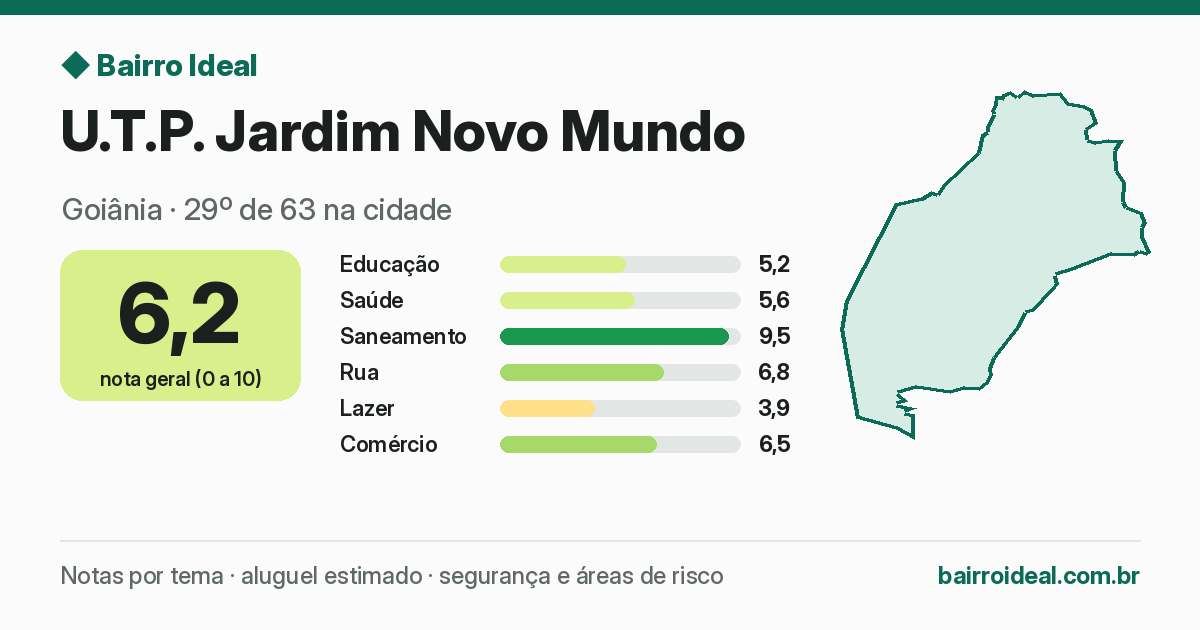 Bairro Ideal
U.T.P. Jardim Novo Mundo
Goiânia · 29º de 63 na cidade
6,2
nota geral (0 a 10)
Educação 5,2
Saúde 5,6
Saneamento 9,5
Rua 6,8
Lazer 3,9
Comércio 6,5
Notas por tema · aluguel estimado · segurança e áreas de risco
bairroideal.com.br